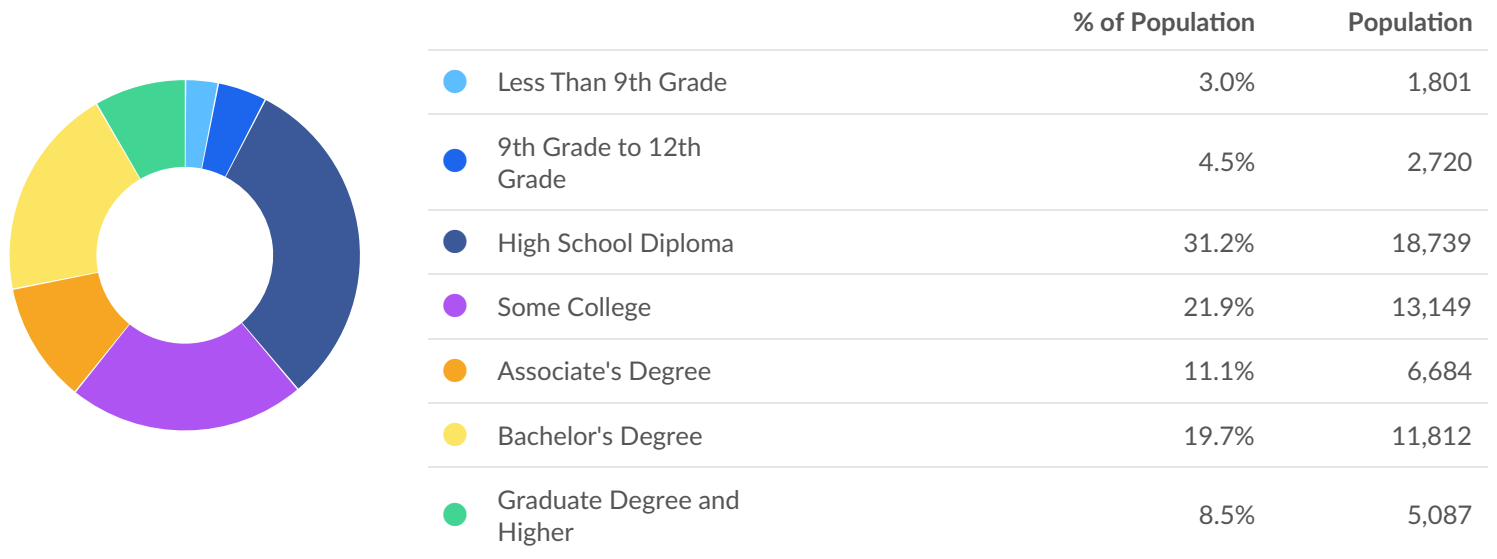 % of Population Population
Less Than 9th Grade 3.0% 1,801
9th Grade to 12th
Grade 4.5% 2,720
High School Diploma 31.2% 18,739
Some College 21.9% 13,149
Associate's Degree 11.1% 6,684
Bachelor's Degree 19.7% 11,812
Graduate Degree and
Higher 8.5% 5,087